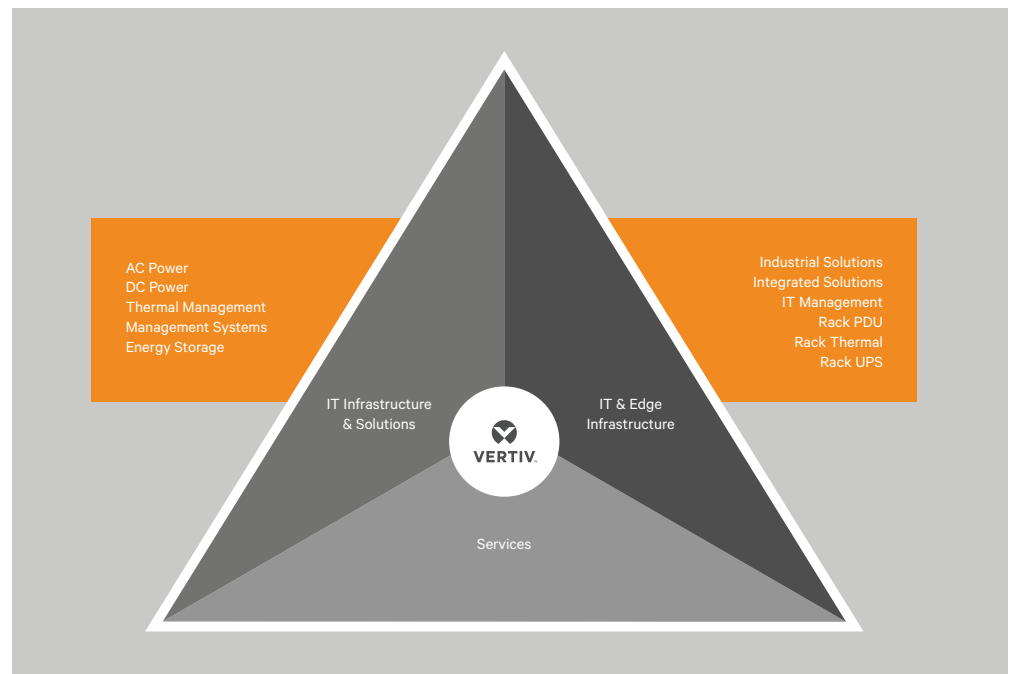 AC Power
DC Power
Thermal Management
Management Systems
Energy Storage
Industrial Solutions
Integrated Solutions
IT Management
Rack PDU
Rack Thermal
Rack UPS
IT Infrastructure
& Solutions
IT & Edge
Infrastructure
VERTIV™
Services